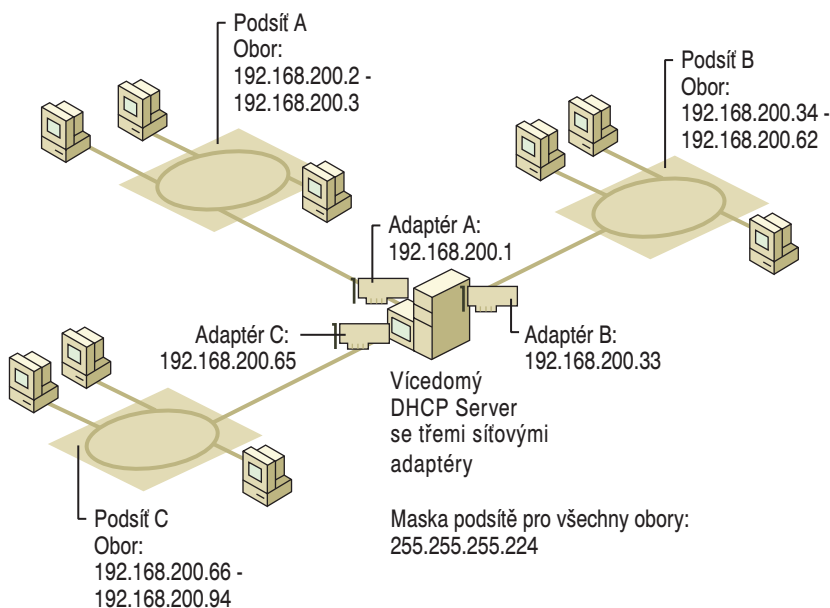 Podsíť A
Obor:
192.168.200.2 -
192.168.200.3
Podsíť B
Obor:
192.168.200.34 -
192.168.200.62
Adaptér A:
192.168.200.1
Adaptér C:
192.168.200.65
Adaptér B:
192.168.200.33
Vícedomý
DHCP Server
se třemi síťovými
adaptéry
Podsíť C
Obor:
192.168.200.66 -
192.168.200.94
Maska podsítě pro všechny obory:
255.255.255.224